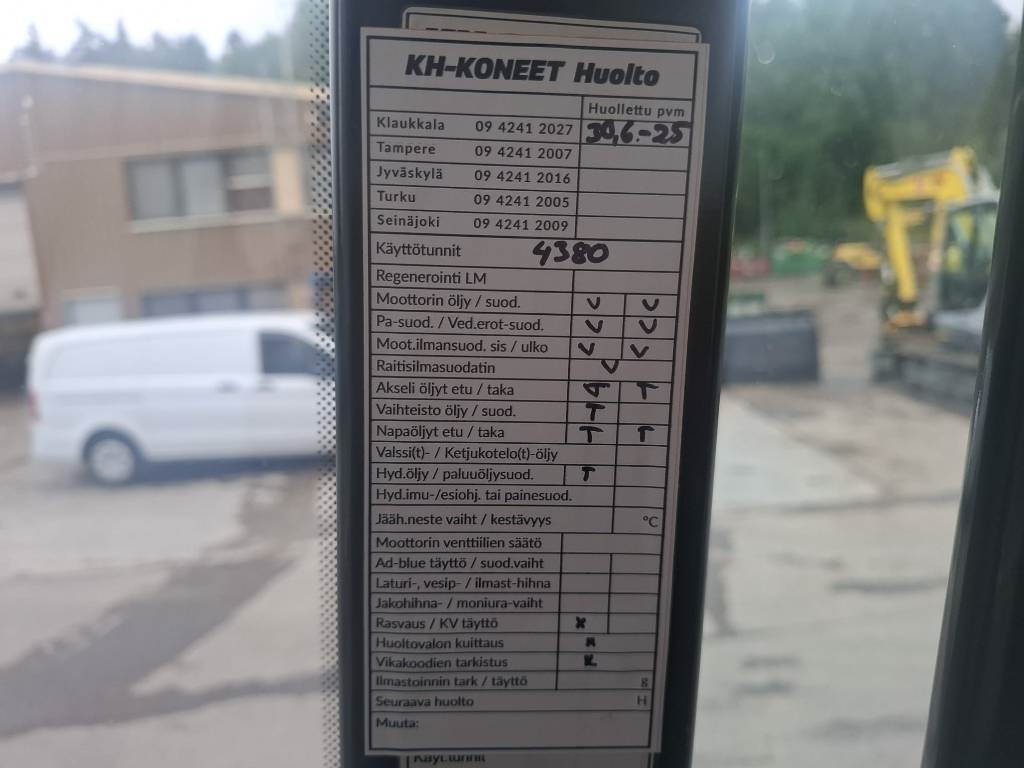 KH-KONEET Huolto
Huollettu pvm
Klaukkala 09 4241 2027 30,6.-25
Tampere 09 4241 2007
Jyväskylä 09 4241 2016
Turku 09 4241 2005
Seinäjoki 09 4241 2009
Käyttötunnit 4380
Regenerointi LM
Moottorin öljy / suod. V V
Pa-suod. / Ved.erot-suod. V V
Moot.ilmansuod. sis / ulko V V
Raitisilmasuodatin V
Akseli öljyt etu / taka T T
Vaihteisto öljy / suod. T
Napaöljyt etu / taka T T
Valssi(t)- / Ketjukotelo(t)-öljy
Hyd.öljy / paluuöljysuod. T
Hyd.imu-/esiohj. tai painesuod.
Jääh.neste vaiht / kestävyys °C
Moottorin venttiilien säätö
Ad-blue täyttö / suod.vaiht
Laturi-, vesip- / ilmast-hihna
Jakohihna- / moniura-vaiht
Rasvaus / KV täyttö x
Huoltovalon kuittaus x
Vikakoodien tarkistus x
Ilmastoinnin tark / täyttö g
Seuraava huolto H
Muuta:
Käyt.tunnit